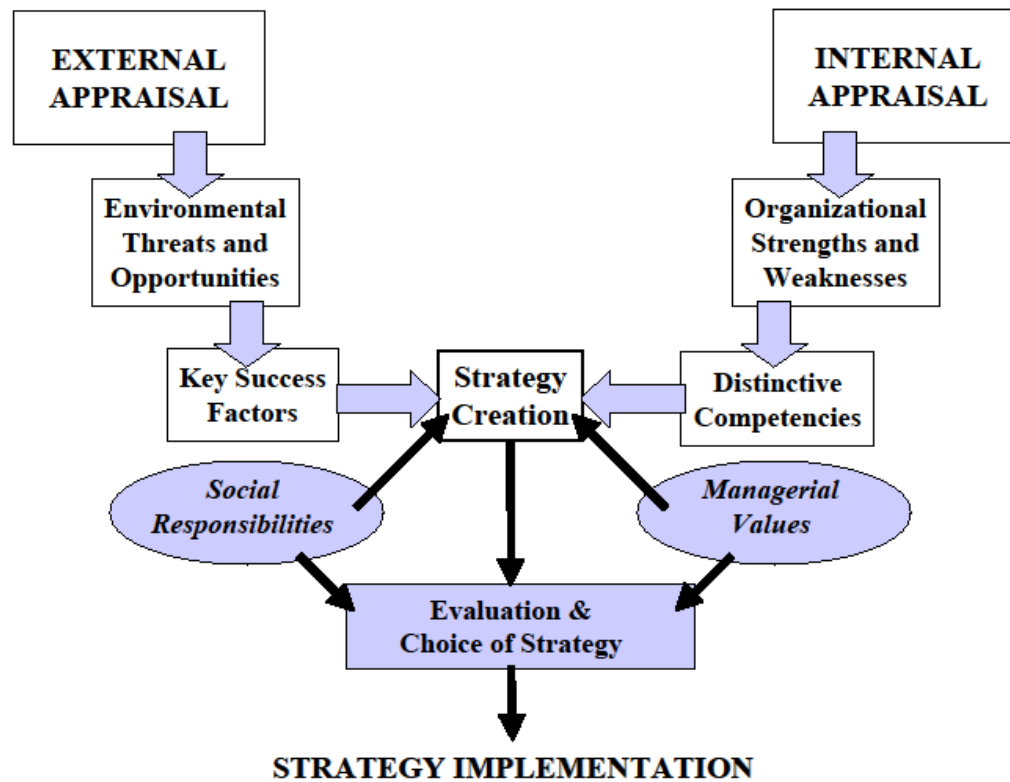 EXTERNAL
APPRAISAL
INTERNAL
APPRAISAL
Environmental
Threats and
Opportunities
Organizational
Strengths and
Weaknesses
Key Success
Factors
Strategy
Creation
Distinctive
Competencies
Social
Responsibilities
Managerial
Values
Evaluation &
Choice of Strategy
STRATEGY IMPLEMENTATION